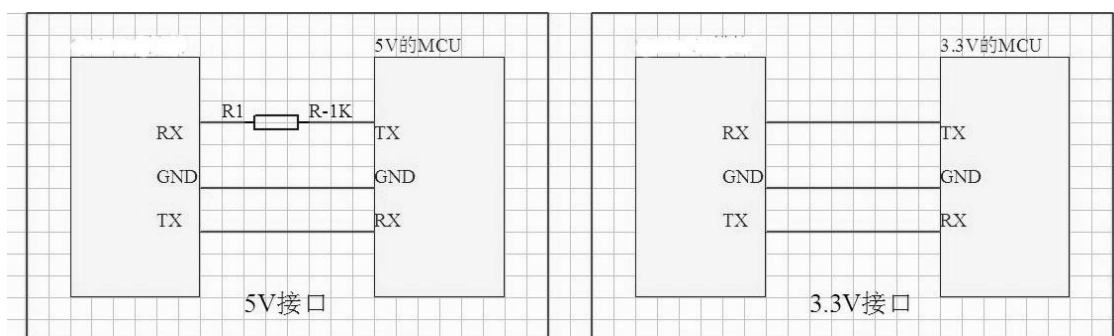 5V的MCU
R1 R-1K
RX TX
GND GND
TX RX
5V接口
3.3V的MCU
RX TX
GND GND
TX RX
3.3V接口